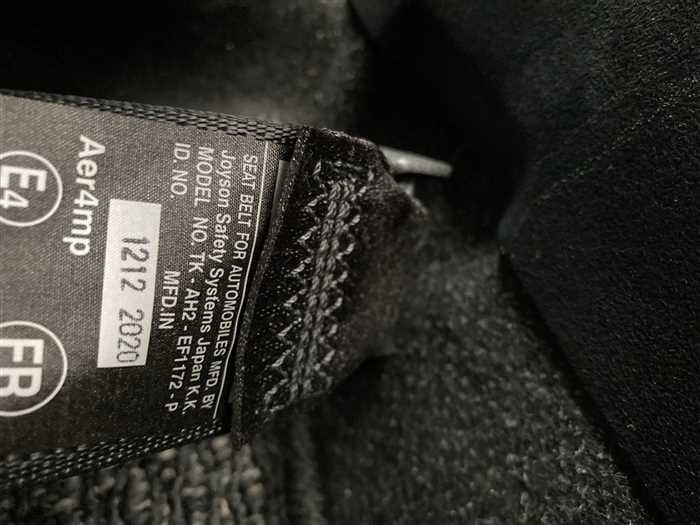 SEAT BELT FOR AUTOMOBILES MFD, BY
Joyson Safety Systems Japan K.K.
MODEL NO. TK - AH2 - EF1172 - P
ID. NO. MFD.IN
1212 2020
Aer4mp
E4 FB